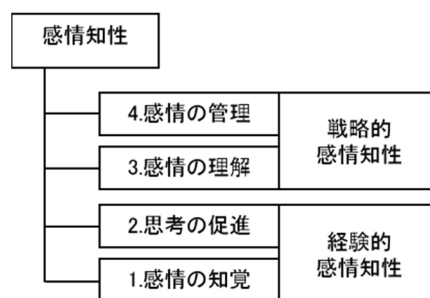 感情知性
4.感情の管理
3.感情の理解
戦略的
感情知性
2.思考の促進
1.感情の知覚
経験的
感情知性